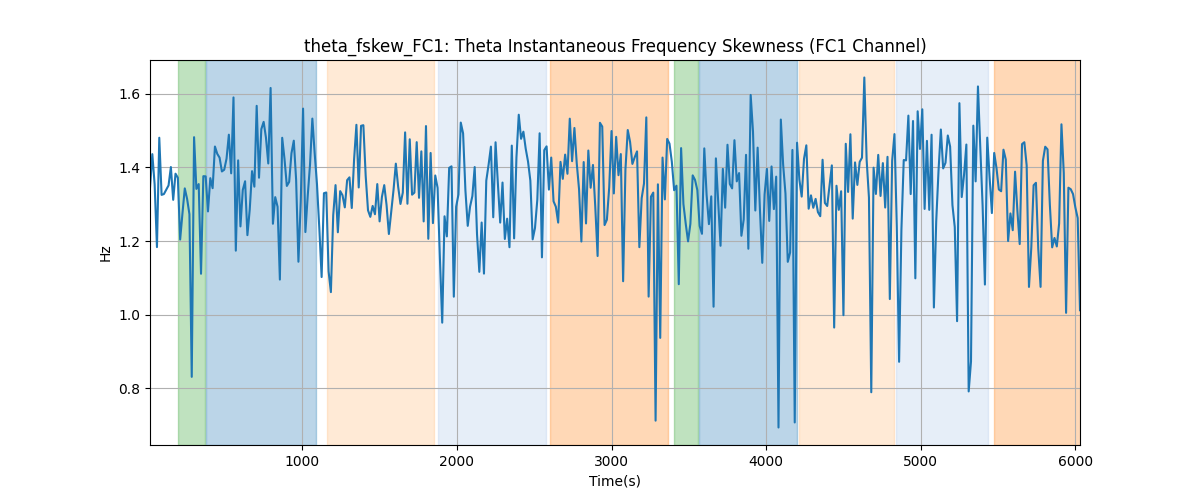 theta_fskew_FC1: Theta Instantaneous Frequency Skewness (FC1 Channel)
Hz
1.6
1.4
1.2
1.0
0.8
1000 2000 3000 4000 5000 6000
Time(s)